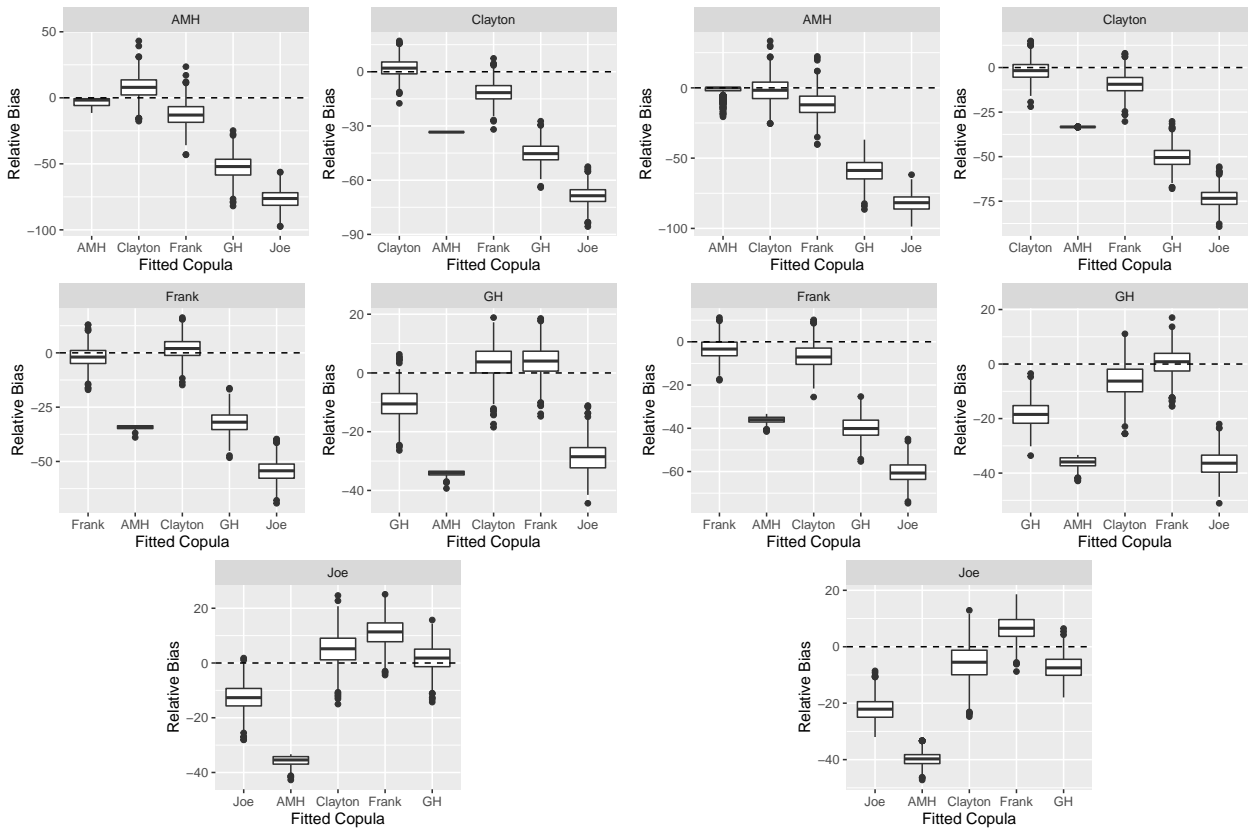 AMH
Relative Bias
50
0
−50
−100
AMH Clayton Frank GH Joe
Fitted Copula
Clayton
Relative Bias
0
−30
−60
−90
Clayton AMH Frank GH Joe
Fitted Copula
AMH
Relative Bias
0
−50
−100
AMH Clayton Frank GH Joe
Fitted Copula
Clayton
Relative Bias
0
−25
−50
−75
Clayton AMH Frank GH Joe
Fitted Copula
Frank
Relative Bias
0
−25
−50
Frank AMH Clayton GH Joe
Fitted Copula
GH
Relative Bias
20
0
−20
−40
GH AMH Clayton Frank Joe
Fitted Copula
Frank
Relative Bias
0
−20
−40
−60
Frank AMH Clayton GH Joe
Fitted Copula
GH
Relative Bias
20
0
−20
−40
GH AMH Clayton Frank Joe
Fitted Copula
Joe
Relative Bias
20
0
−20
−40
Joe AMH Clayton Frank GH
Fitted Copula
Joe
Relative Bias
20
0
−20
−40
Joe AMH Clayton Frank GH
Fitted Copula